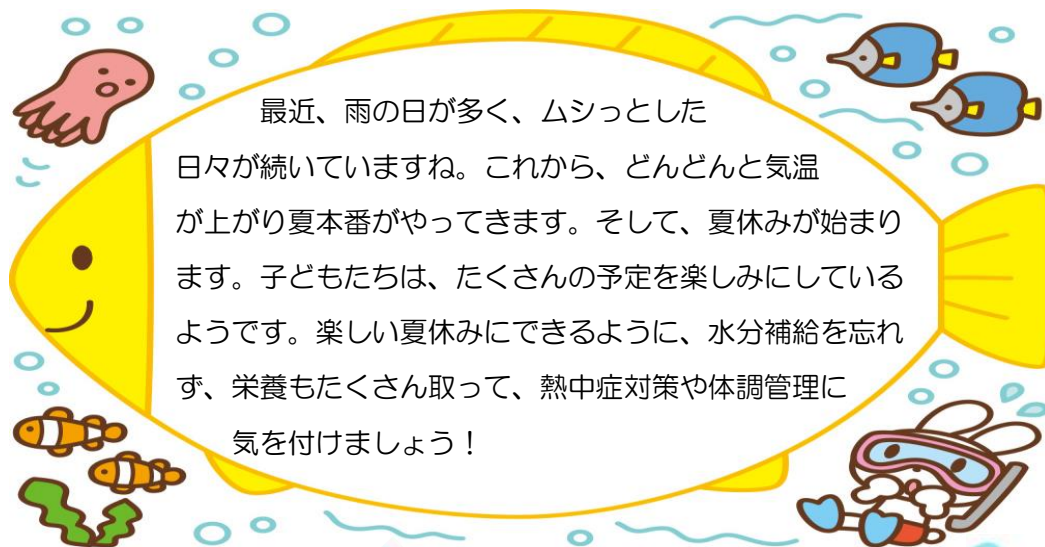 最近、雨の日が多く、ムシっとした
日々が続いていますね。これから、どんどんと気温
が上がり夏本番がやってきます。そして、夏休みが始まり
ます。子どもたちは、たくさんの予定を楽しみにしている
ようです。楽しい夏休みにできるように、水分補給を忘れ
ず、栄養もたくさん取って、熱中症対策や体調管理に
気を付けましょう！